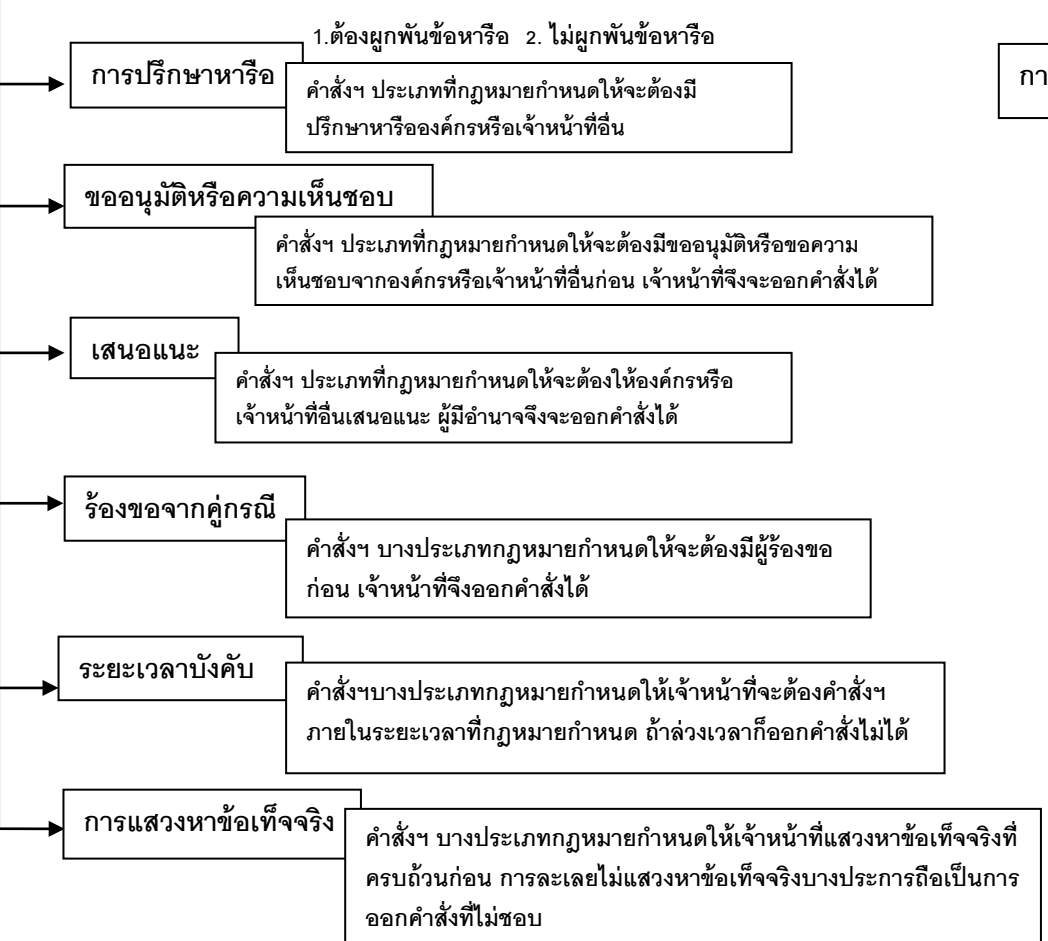 1.ต้องผูกพันข้อหารือ 2. ไม่ผูกพันข้อหารือ
การปรึกษาหารือ
คำสั่งฯ ประเภทที่กฎหมายกำหนดให้จะต้องมี
ปรึกษาหารือองค์กรหรือเจ้าหน้าที่อื่น
กา
ขออนุมัติหรือความเห็นชอบ
คำสั่งฯ ประเภทที่กฎหมายกำหนดให้จะต้องมีขออนุมัติหรือขอความ
เห็นชอบจากองค์กรหรือเจ้าหน้าที่อื่นก่อน เจ้าหน้าที่จึงจะออกคำสั่งได้
เสนอแนะ
คำสั่งฯ ประเภทที่กฎหมายกำหนดให้จะต้องให้องค์กรหรือ
เจ้าหน้าที่อื่นเสนอแนะ ผู้มีอำนาจจึงจะออกคำสั่งได้
ร้องขอจากคู่กรณี
คำสั่งฯ บางประเภทกฎหมายกำหนดให้จะต้องมีผู้ร้องขอ
ก่อน เจ้าหน้าที่จึงออกคำสั่งได้
ระยะเวลาบังคับ
คำสั่งฯบางประเภทกฎหมายกำหนดให้เจ้าหน้าที่จะต้องคำสั่งฯ
ภายในระยะเวลาที่กฎหมายกำหนด ถ้าล่วงเวลาก็ออกคำสั่งไม่ได้
การแสวงหาข้อเท็จจริง
คำสั่งฯ บางประเภทกฎหมายกำหนดให้เจ้าหน้าที่แสวงหาข้อเท็จจริงที่
ครบถ้วนก่อน การละเลยไม่แสวงหาข้อเท็จจริงบางประการถือเป็นการ
ออกคำสั่งที่ไม่ชอบ